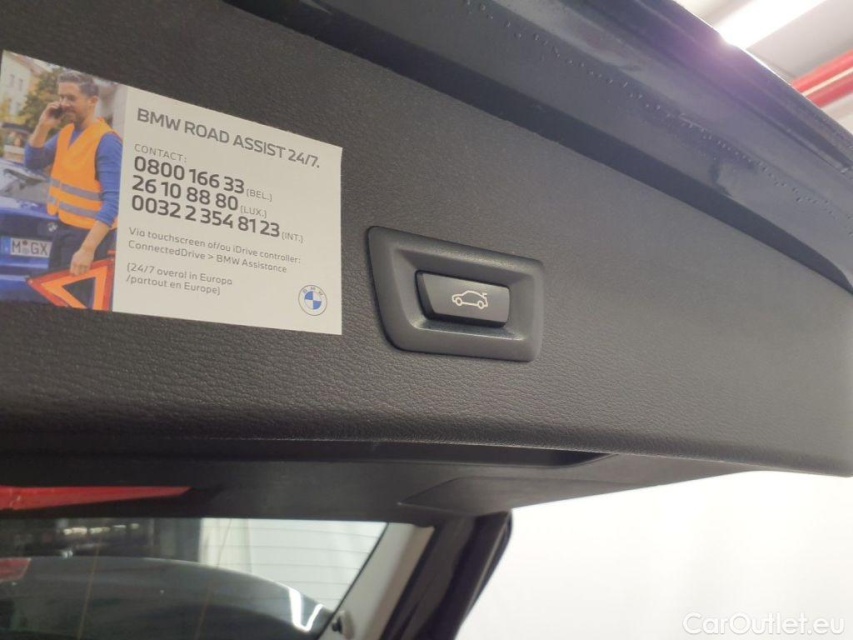 BMW ROAD ASSIST 24/7.
CONTACT:
0800 166 33 (BEL.)
26 10 88 80 (LUX.)
0032 2 354 81 23 (INT.)
Via touchscreen of/ou iDrive controller:
ConnectedDrive > BMW Assistance
(24/7 overal in Europa
/partout en Europe)
M·GX
CarOutlet.eu